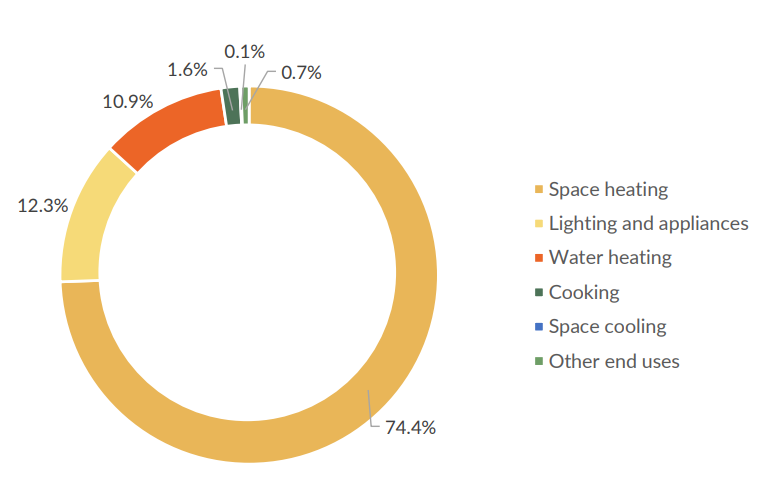 0.1%
1.6%
0.7%
10.9%
12.3%
74.4%
Space heating
Lighting and appliances
Water heating
Cooking
Space cooling
Other end uses